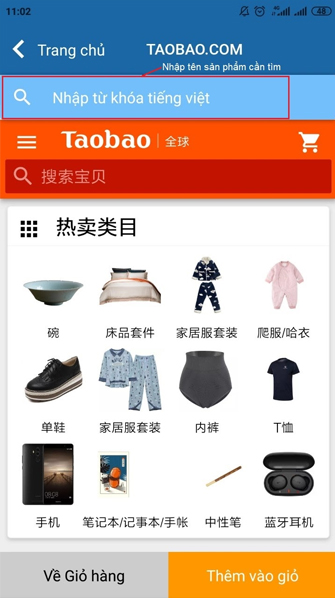 11:02
48
Trang chủ TAOBAO.COM
Nhập tên sản phẩm cần tìm
Nhập từ khóa tiếng việt
Taobao 全球
搜索宝贝
热卖类目
碗 床品套件 家居服套装 爬服/哈衣
单鞋 家居服套装 内裤 T恤
手机 笔记本/记事本/手帐 中性笔 蓝牙耳机
Về Giỏ hàng Thêm vào giỏ